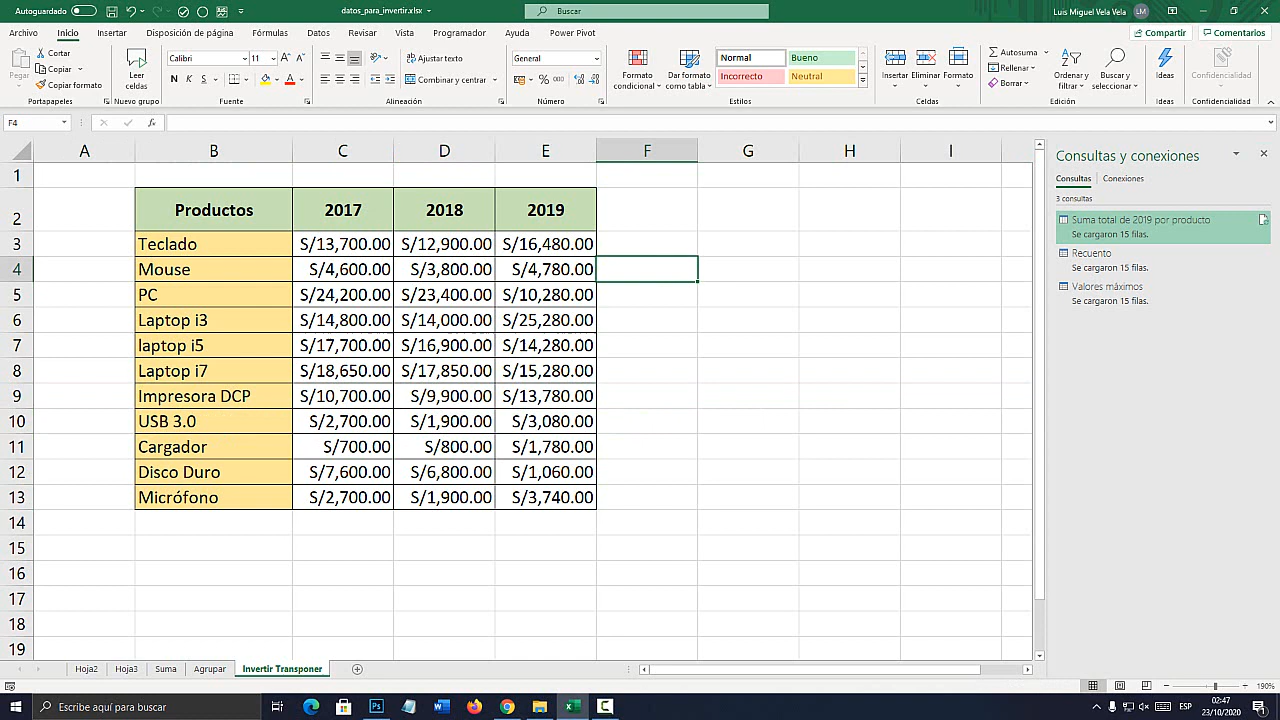 Autoguardado
datos_para_invertir.xlsx
Buscar
Luis Miguel Vela Vela
LM
Archivo Inicio Insertar Disposición de página Fórmulas Datos Revisar Vista Programador Ayuda Power Pivot
Compartir Comentarios
Pegar
Cortar
Copiar
Copiar formato
Portapapeles
Leer celdas
Nuevo grupo
Calibri 11
N K S
Fuente
Ajustar texto
Combinar y centrar
Alineación
General
% 000
Número
Formato condicional
Dar formato como tabla
Normal Bueno
Incorrecto Neutral
Estilos
Insertar Eliminar Formato
Celdas
Autosuma
Rellenar
Borrar
Ordenar y filtrar
Buscar y seleccionar
Edición
Ideas
Ideas
Confidencialidad
Confidencialidad
F4
fx
A B C D E F G H I
1
2 Productos 2017 2018 2019
3 Teclado S/13,700.00 S/12,900.00 S/16,480.00
4 Mouse S/4,600.00 S/3,800.00 S/4,780.00
5 PC S/24,200.00 S/23,400.00 S/10,280.00
6 Laptop i3 S/14,800.00 S/14,000.00 S/25,280.00
7 laptop i5 S/17,700.00 S/16,900.00 S/14,280.00
8 Laptop i7 S/18,650.00 S/17,850.00 S/15,280.00
9 Impresora DCP S/10,700.00 S/9,900.00 S/13,780.00
10 USB 3.0 S/2,700.00 S/1,900.00 S/3,080.00
11 Cargador S/700.00 S/800.00 S/1,780.00
12 Disco Duro S/7,600.00 S/6,800.00 S/1,060.00
13 Micrófono S/2,700.00 S/1,900.00 S/3,740.00
14
15
16
17
18
19
Consultas y conexiones
Consultas Conexiones
3 consultas
Suma total de 2019 por producto
Se cargaron 15 filas.
Recuento
Se cargaron 15 filas.
Valores máximos
Se cargaron 15 filas.
Hoja2 Hoja3 Suma Agrupar Invertir Transponer
190%
Escribe aquí para buscar
ESP
02:47
23/10/2020